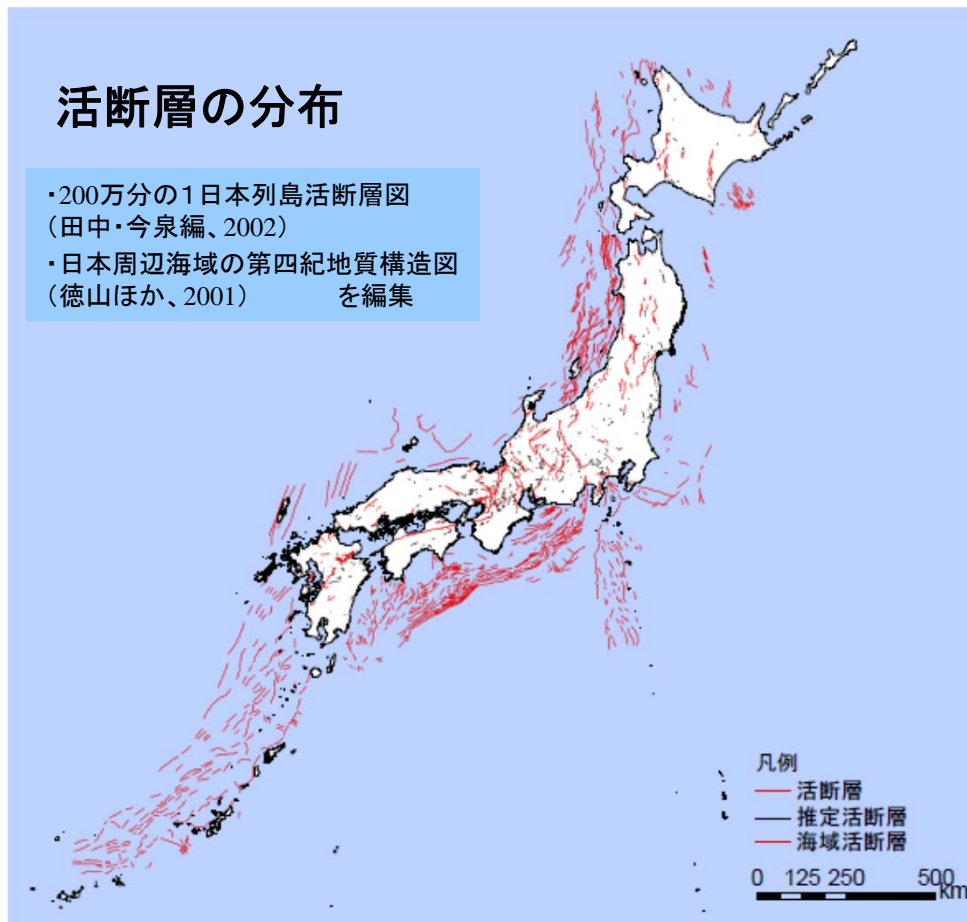 活断層の分布
・200万分の1日本列島活断層図
（田中・今泉編、2002）
・日本周辺海域の第四紀地質構造図
（徳山ほか、2001） を編集
凡例
活断層
推定活断層
海域活断層
0 125 250 500
km